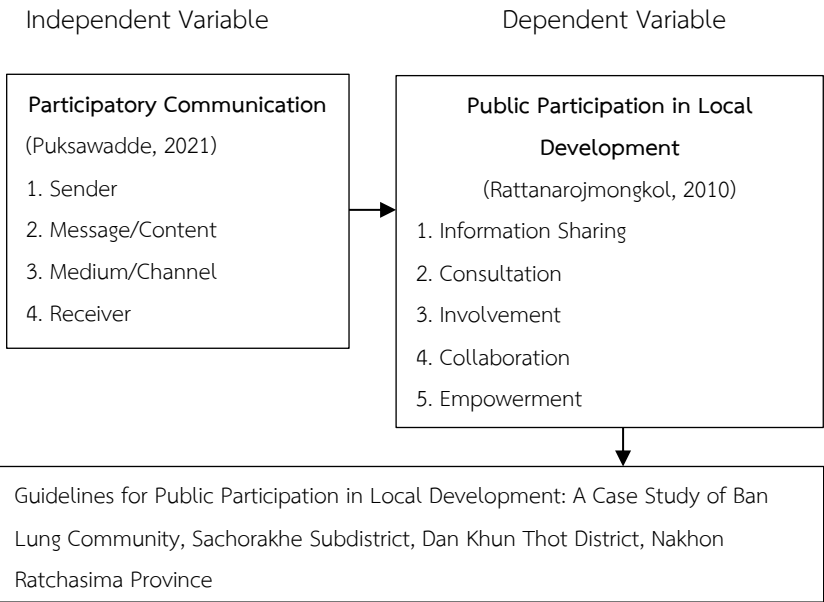 Independent Variable
Dependent Variable
Participatory Communication
(Puksawadde, 2021)
1. Sender
2. Message/Content
3. Medium/Channel
4. Receiver
Public Participation in Local
Development
(Rattanarojmongkol, 2010)
1. Information Sharing
2. Consultation
3. Involvement
4. Collaboration
5. Empowerment
Guidelines for Public Participation in Local Development: A Case Study of Ban
Lung Community, Sachorakhe Subdistrict, Dan Khun Thot District, Nakhon
Ratchasima Province